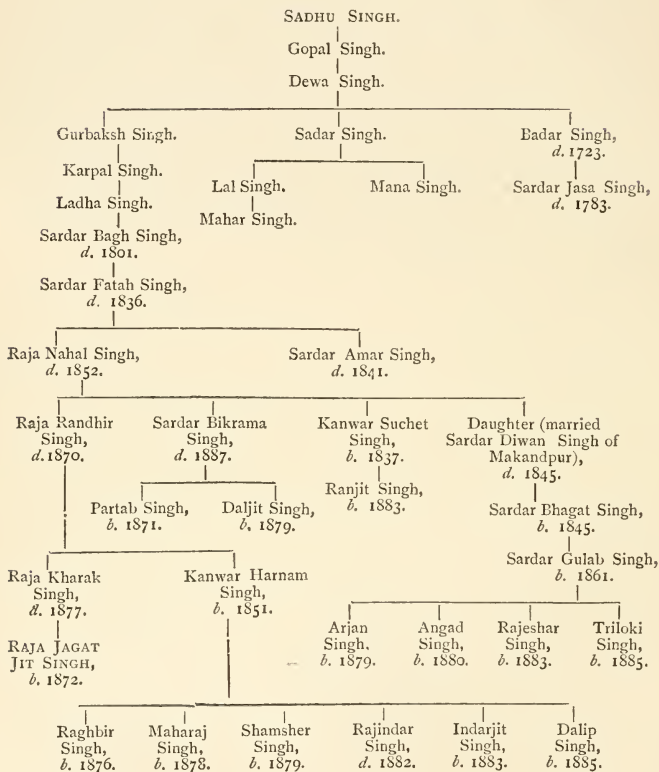 SADHU SINGH.
Gopal Singh.
Dewa Singh.
Gurbaksh Singh. Sadar Singh. Badar Singh,
d. 1723.
Karpal Singh. Lal Singh. Mana Singh. Sardar Jasa Singh,
d. 1783.
Ladha Singh. Mahar Singh.
Sardar Bagh Singh,
d. 1801.
Sardar Fatah Singh,
d. 1836.
Raja Nahal Singh, Sardar Amar Singh,
d. 1852. d. 1841.
Raja Randhir Sardar Bikrama Kanwar Suchet Daughter (married
Singh, Singh, Singh, Sardar Diwan Singh of
d. 1870. d. 1887. b. 1837. Makandpur),
d. 1845.
Partab Singh, Daljit Singh, Ranjit Singh, Sardar Bhagat Singh,
b. 1871. b. 1879. b. 1883. b. 1845.
Sardar Gulab Singh,
b. 1861.
Raja Kharak Kanwar Harnam
Singh, Singh,
d. 1877. b. 1851.
Arjan Angad Rajeshar Triloki
Singh, Singh, Singh, Singh,
b. 1879. b. 1880. b. 1883. b. 1885.
RAJA JAGAT
JIT SINGH,
b. 1872.
Raghbir Maharaj Shamsher Rajindar Indarjit Dalip
Singh, Singh, Singh, Singh, Singh, Singh,
b. 1876. b. 1878. b. 1879. d. 1882. b. 1883. b. 1885.